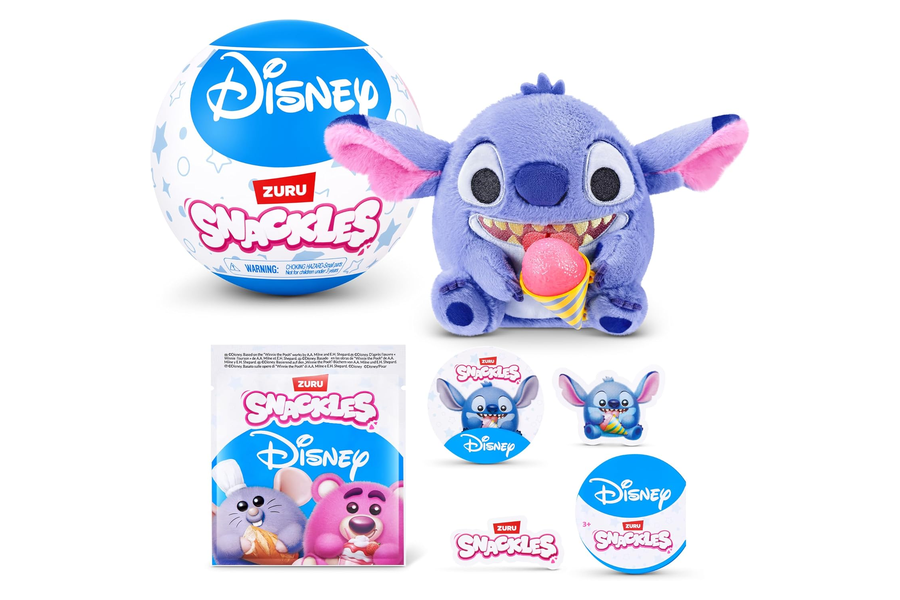 Disney
ZURU
SNACKLES
WARNING: CHOKING HAZARD-Small parts
Not for children under 3 years
ZURU
SNACKLES
Disney
ZURU
SNACKLES
Disney
ZURU
SNACKLES
Disney
3+
ZURU
SNACKLES